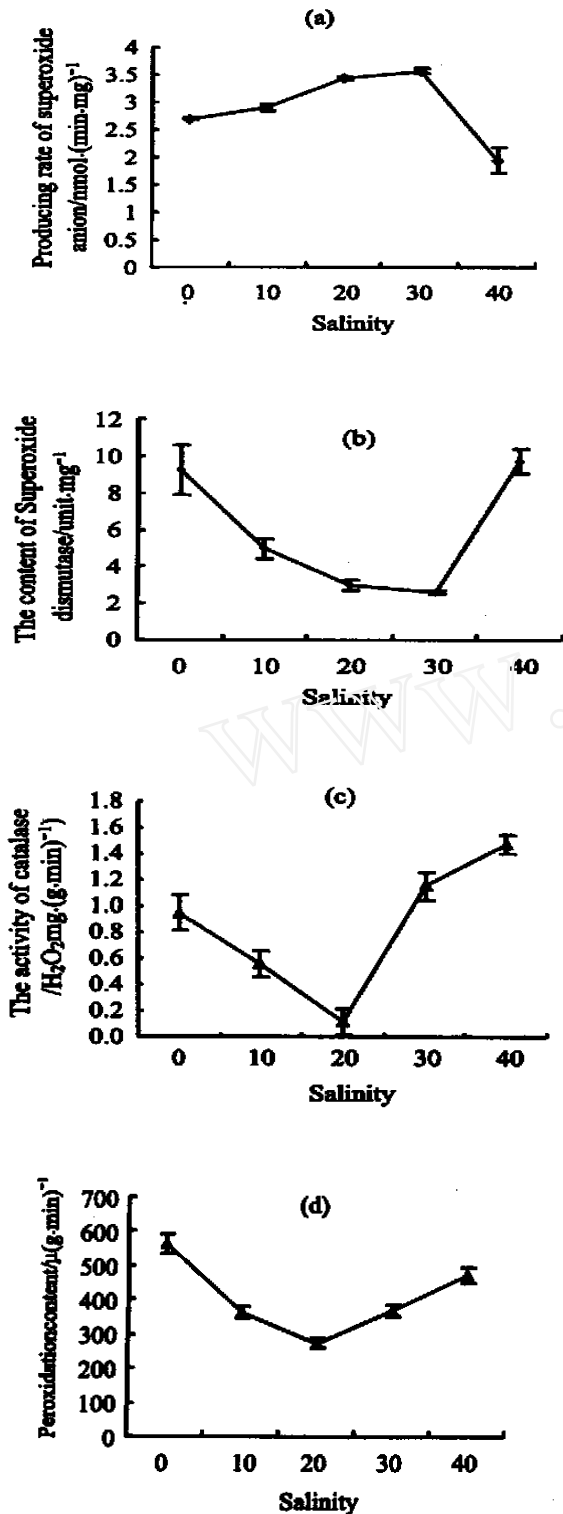 (a)
Producing rate of superoxide
anion/nmol·(min·mg)⁻¹
4
3.5
3
2.5
2
1.5
1
0.5
0
0 10 20 30 40
Salinity
(b)
The content of Superoxide
dismutase/unit·mg⁻¹
12
10
8
6
4
2
0
0 10 20 30 40
Salinity
www.
(c)
The activity of catalase
/H₂O₂mg·(g·min)⁻¹)
1.8
1.6
1.4
1.2
1.0
0.8
0.6
0.4
0.2
0.0
0 10 20 30 40
Salinity
(d)
Peroxidationcontent/μ(g·min)⁻¹
700
600
500
400
300
200
100
0
0 10 20 30 40
Salinity